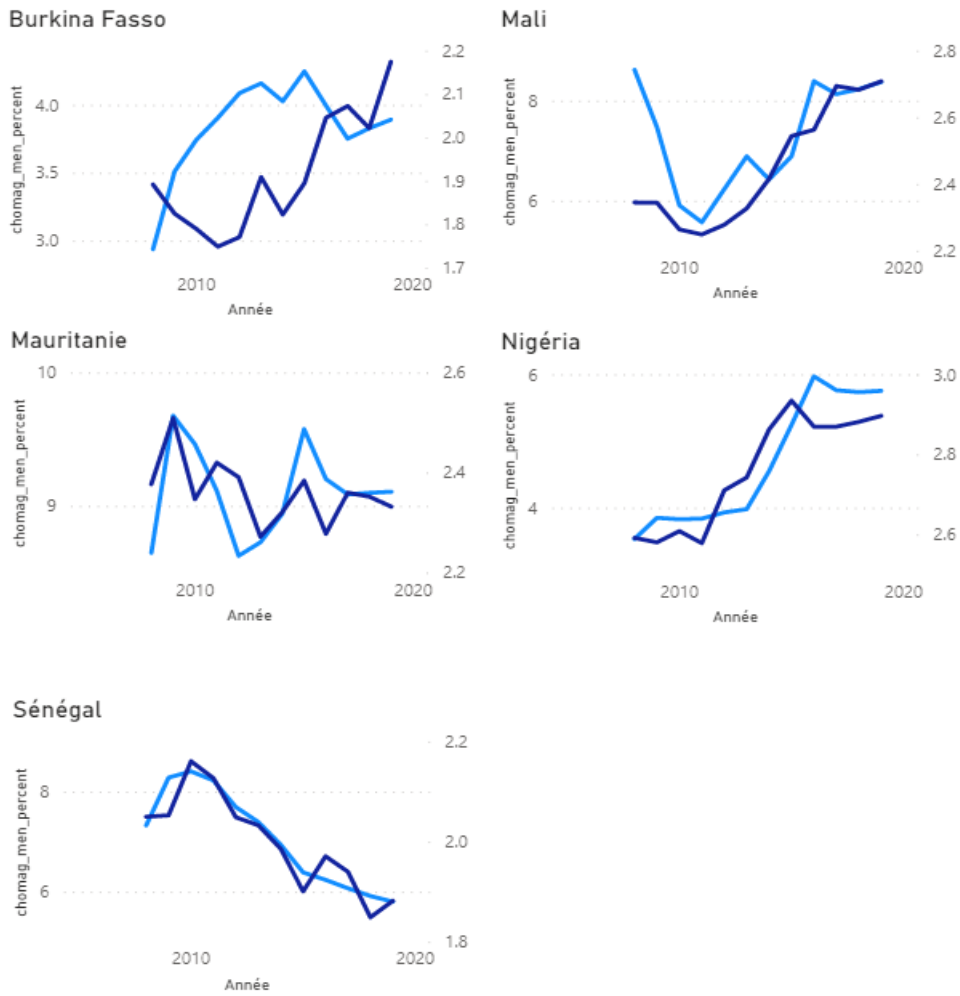 Burkina Fasso
Mali
chomag_men_percent
4.0
3.5
3.0
2.2
2.1
2.0
1.9
1.8
1.7
2010
2020
Année
chomag_men_percent
8
6
2.8
2.6
2.4
2.2
2010
2020
Année
Mauritanie
Nigéria
chomag_men_percent
10
9
2.6
2.4
2.2
2010
2020
Année
chomag_men_percent
6
4
3.0
2.8
2.6
2010
2020
Année
Sénégal
chomag_men_percent
8
6
2.2
2.0
1.8
2010
2020
Année